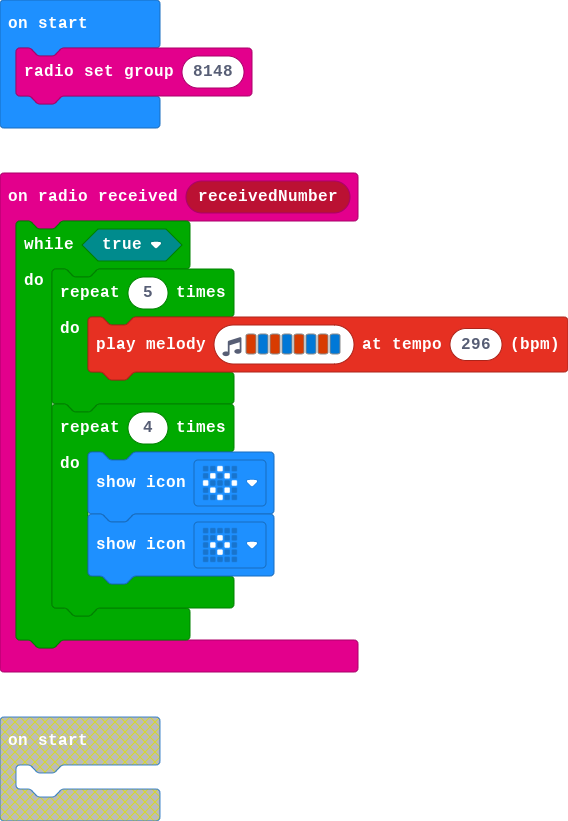 on start
radio set group 8148
on radio received receivedNumber
while true
do
repeat 5 times
do
play melody at tempo 296 (bpm)
repeat 4 times
do
show icon
show icon
on start